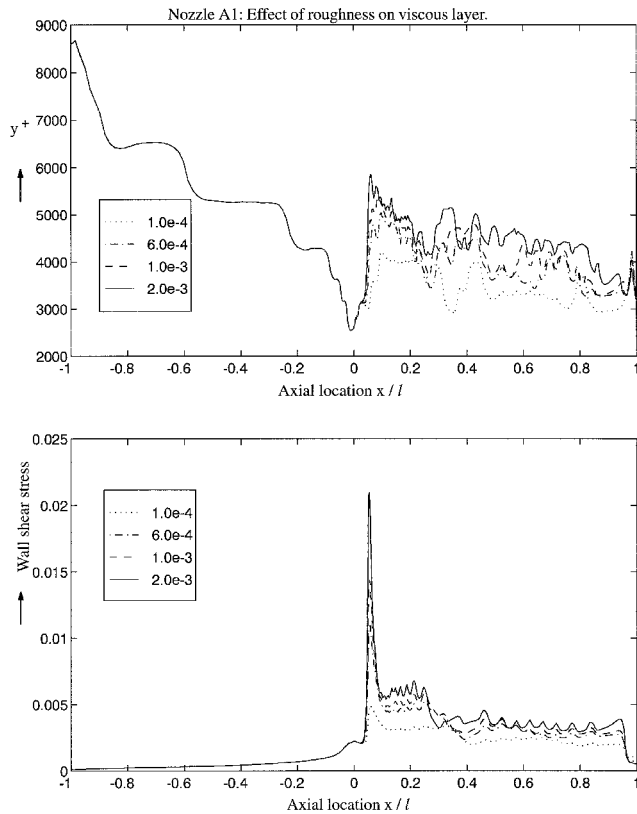 Nozzle A1: Effect of roughness on viscous layer.
9000
8000
7000
6000
5000
4000
3000
2000
y+
1.0e-4
6.0e-4
1.0e-3
2.0e-3
-1 -0.8 -0.6 -0.4 -0.2 0 0.2 0.4 0.6 0.8 1
Axial location x / l
0.025
0.02
0.015
0.01
0.005
0
Wall shear stress
1.0e-4
6.0e-4
1.0e-3
2.0e-3
-1 -0.8 -0.6 -0.4 -0.2 0 0.2 0.4 0.6 0.8 1
Axial location x / l